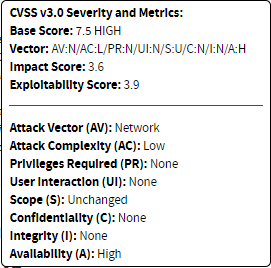 CVSS v3.0 Severity and Metrics:
Base Score: 7.5 HIGH
Vector: AV:N/AC:L/PR:N/UI:N/S:U/C:N/I:N/A:H
Impact Score: 3.6
Exploitability Score: 3.9
Attack Vector (AV): Network
Attack Complexity (AC): Low
Privileges Required (PR): None
User Interaction (UI): None
Scope (S): Unchanged
Confidentiality (C): None
Integrity (I): None
Availability (A): High